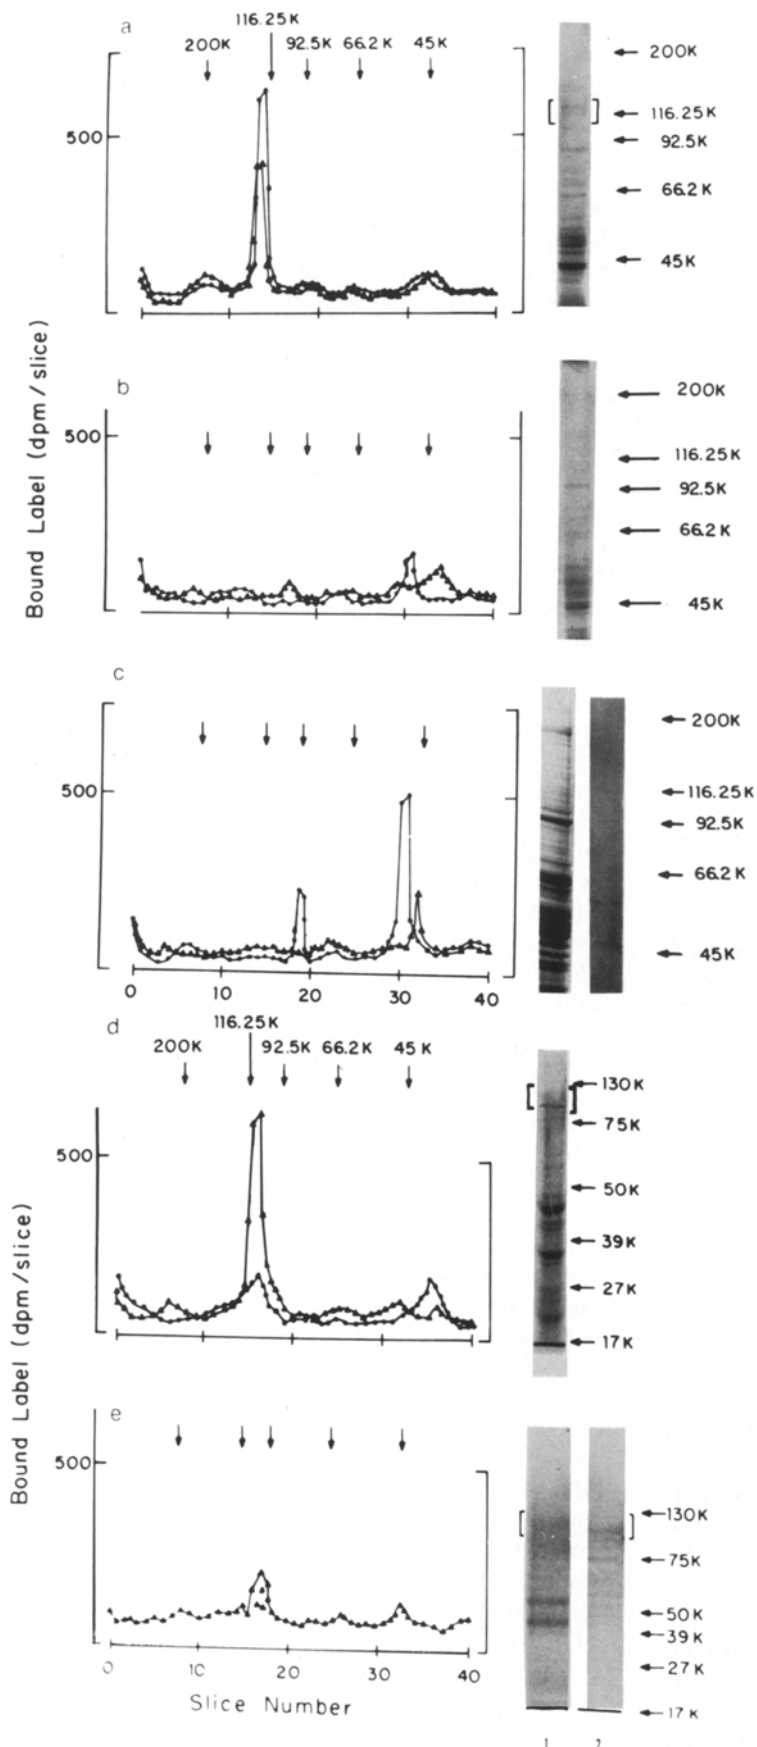 a
116.25K
200K 92.5K 66.2K 45K
500
200K
116.25K
92.5K
66.2K
45K
b
500
200K
116.25K
92.5K
66.2K
45K
Bound Label (dpm/slice)
c
500
0 10 20 30 40
200K
116.25K
92.5K
66.2K
45K
d
116.25K
200K 92.5K 66.2K 45K
500
130K
75K
50K
39K
27K
17K
Bound Label (dpm/slice)
e
500
0 10 20 30 40
Slice Number
130K
75K
50K
39K
27K
17K
1 2